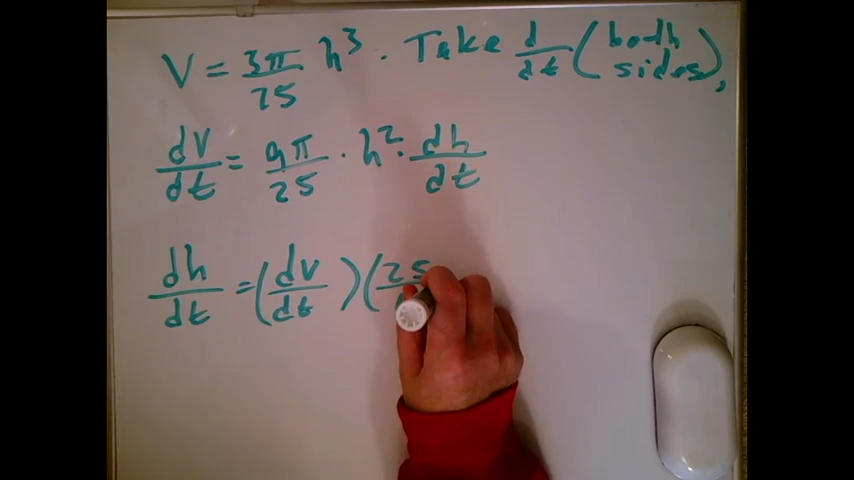 V = 3π/25 h³. Take d/dt (both sides),
dV/dt = 9π/25 · h² · dh/dt
dh/dt = (dV/dt)(25